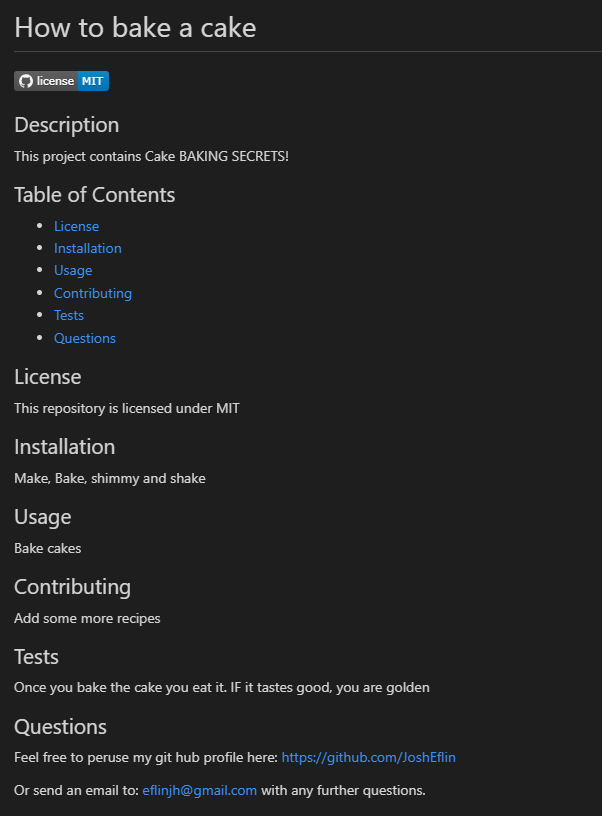 How to bake a cake
license MIT
Description
This project contains Cake BAKING SECRETS!
Table of Contents
License
Installation
Usage
Contributing
Tests
Questions
License
This repository is licensed under MIT
Installation
Make, Bake, shimmy and shake
Usage
Bake cakes
Contributing
Add some more recipes
Tests
Once you bake the cake you eat it. IF it tastes good, you are golden
Questions
Feel free to peruse my git hub profile here: https://github.com/JoshEflin
Or send an email to: eflinjh@gmail.com with any further questions.